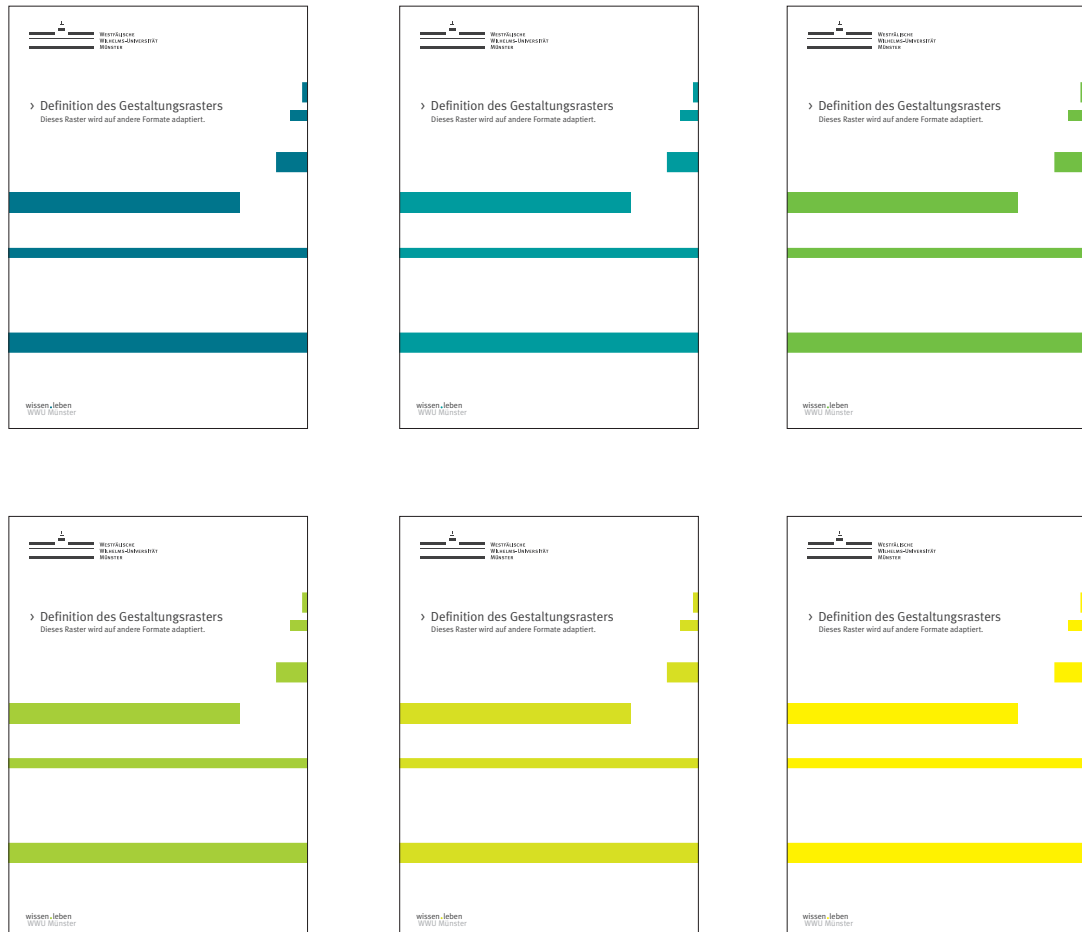 Westfälische
Wilhelms-Universität
Münster
› Definition des Gestaltungsrasters
Dieses Raster wird auf andere Formate adaptiert.
wissen.leben
WWU Münster
Westfälische
Wilhelms-Universität
Münster
› Definition des Gestaltungsrasters
Dieses Raster wird auf andere Formate adaptiert.
wissen.leben
WWU Münster
Westfälische
Wilhelms-Universität
Münster
› Definition des Gestaltungsrasters
Dieses Raster wird auf andere Formate adaptiert.
wissen.leben
WWU Münster
Westfälische
Wilhelms-Universität
Münster
› Definition des Gestaltungsrasters
Dieses Raster wird auf andere Formate adaptiert.
wissen.leben
WWU Münster
Westfälische
Wilhelms-Universität
Münster
› Definition des Gestaltungsrasters
Dieses Raster wird auf andere Formate adaptiert.
wissen.leben
WWU Münster
Westfälische
Wilhelms-Universität
Münster
› Definition des Gestaltungsrasters
Dieses Raster wird auf andere Formate adaptiert.
wissen.leben
WWU Münster